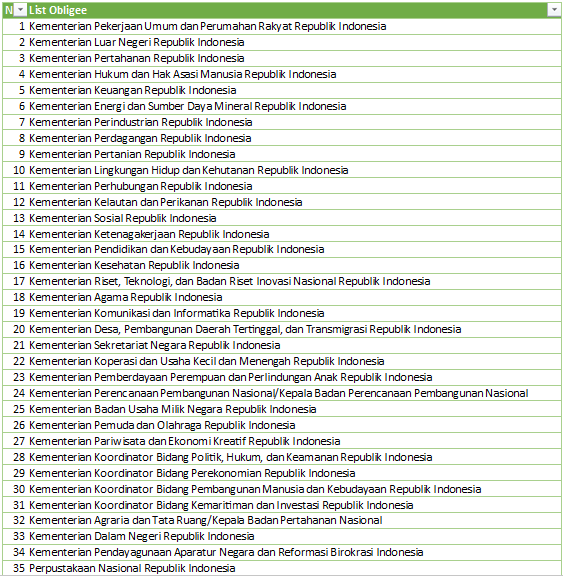 N List Obligee
1 Kementerian Pekerjaan Umum dan Perumahan Rakyat Republik Indonesia
2 Kementerian Luar Negeri Republik Indonesia
3 Kementerian Pertahanan Republik Indonesia
4 Kementerian Hukum dan Hak Asasi Manusia Republik Indonesia
5 Kementerian Keuangan Republik Indonesia
6 Kementerian Energi dan Sumber Daya Mineral Republik Indonesia
7 Kementerian Perindustrian Republik Indonesia
8 Kementerian Perdagangan Republik Indonesia
9 Kementerian Pertanian Republik Indonesia
10 Kementerian Lingkungan Hidup dan Kehutanan Republik Indonesia
11 Kementerian Perhubungan Republik Indonesia
12 Kementerian Kelautan dan Perikanan Republik Indonesia
13 Kementerian Sosial Republik Indonesia
14 Kementerian Ketenagakerjaan Republik Indonesia
15 Kementerian Pendidikan dan Kebudayaan Republik Indonesia
16 Kementerian Kesehatan Republik Indonesia
17 Kementerian Riset, Teknologi, dan Badan Riset Inovasi Nasional Republik Indonesia
18 Kementerian Agama Republik Indonesia
19 Kementerian Komunikasi dan Informatika Republik Indonesia
20 Kementerian Desa, Pembangunan Daerah Tertinggal, dan Transmigrasi Republik Indonesia
21 Kementerian Sekretariat Negara Republik Indonesia
22 Kementerian Koperasi dan Usaha Kecil dan Menengah Republik Indonesia
23 Kementerian Pemberdayaan Perempuan dan Perlindungan Anak Republik Indonesia
24 Kementerian Perencanaan Pembangunan Nasional/Kepala Badan Perencanaan Pembangunan Nasional
25 Kementerian Badan Usaha Milik Negara Republik Indonesia
26 Kementerian Pemuda dan Olahraga Republik Indonesia
27 Kementerian Pariwisata dan Ekonomi Kreatif Republik Indonesia
28 Kementerian Koordinator Bidang Politik, Hukum, dan Keamanan Republik Indonesia
29 Kementerian Koordinator Bidang Perekonomian Republik Indonesia
30 Kementerian Koordinator Bidang Pembangunan Manusia dan Kebudayaan Republik Indonesia
31 Kementerian Koordinator Bidang Kemaritiman dan Investasi Republik Indonesia
32 Kementerian Agraria dan Tata Ruang/Kepala Badan Pertahanan Nasional
33 Kementerian Dalam Negeri Republik Indonesia
34 Kementerian Pendayagunaan Aparatur Negara dan Reformasi Birokrasi Indonesia
35 Perpustakaan Nasional Republik Indonesia